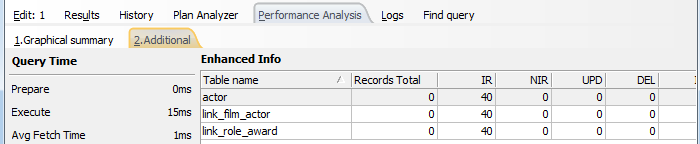 Edit: 1 Results History Plan Analyzer Performance Analysis Logs Find query
1.Graphical summary 2.Additional
Query Time Enhanced Info
Table name Records Total IR NIR UPD DEL
Prepare 0ms
actor 0 40 0 0 0
Execute 15ms
link_film_actor 0 40 0 0 0
link_role_award 0 40 0 0 0
Avg Fetch Time 1ms